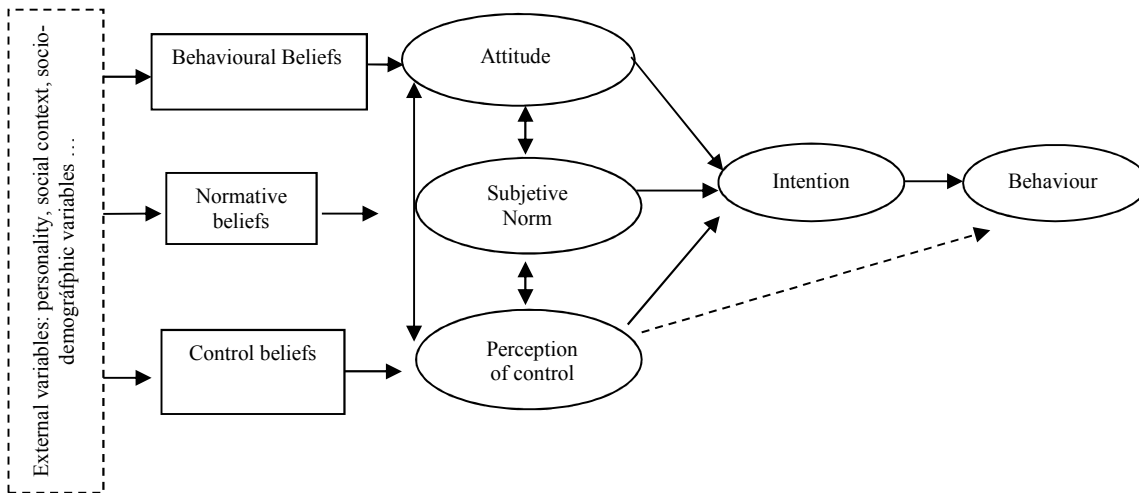 External variables: personality, social context, socio-
demográfphic variables …
Behavioural Beliefs
Attitude
Normative
beliefs
Subjetive
Norm
Intention
Behaviour
Control beliefs
Perception
of control